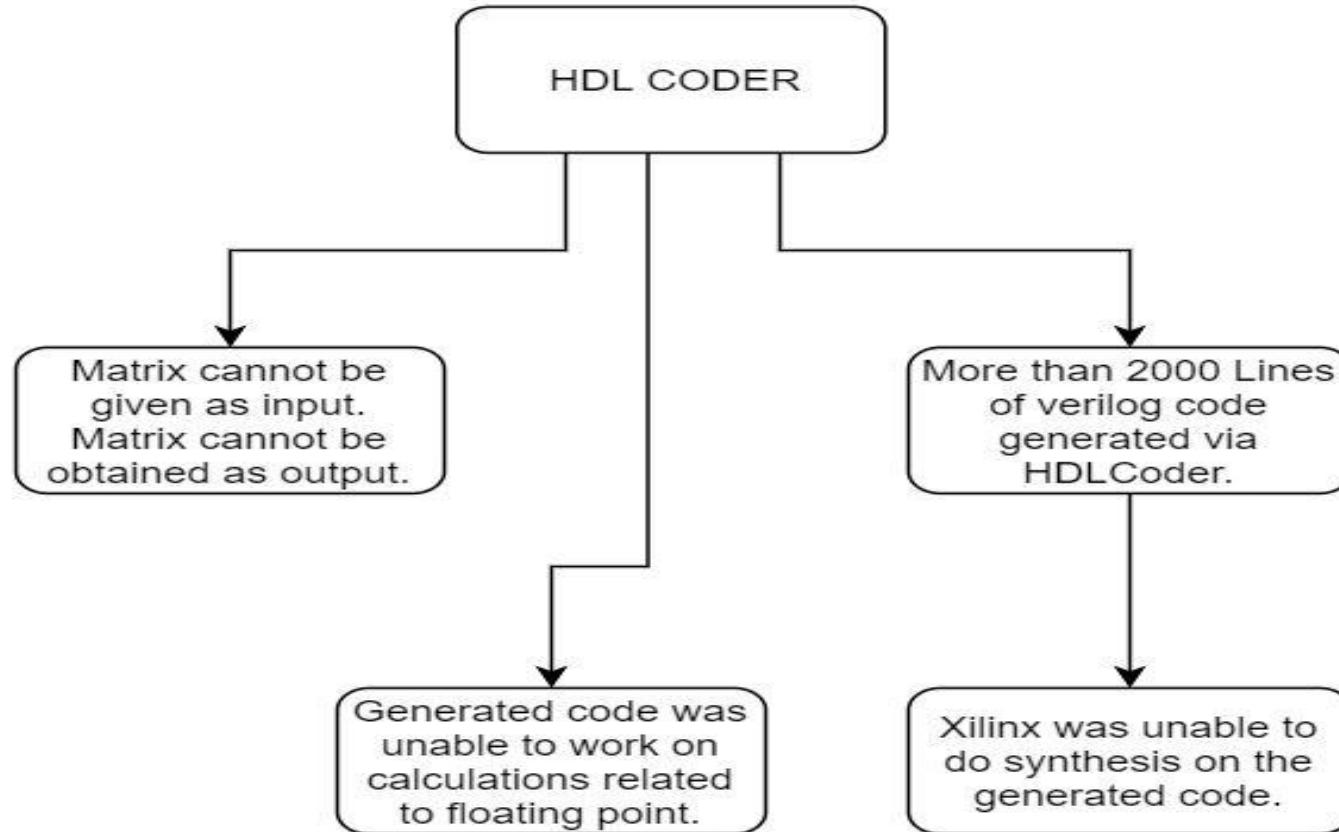 HDL CODER
Matrix cannot be
given as input.
Matrix cannot be
obtained as output.
More than 2000 Lines
of verilog code
generated via
HDLCoder.
Generated code was
unable to work on
calculations related
to floating point.
Xilinx was unable to
do synthesis on the
generated code.